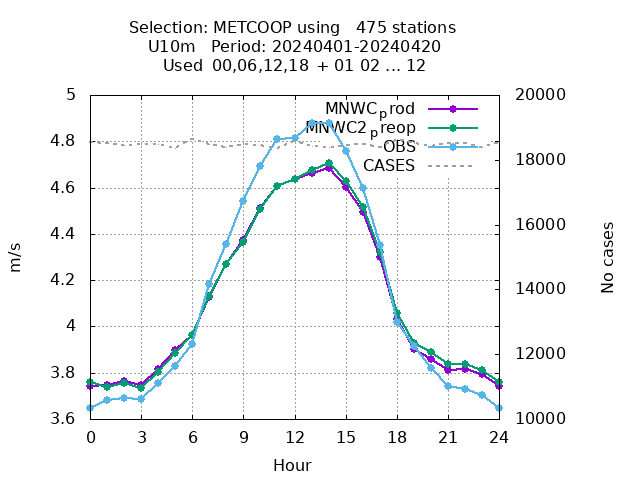 Selection: METCOOP using   475 stations
U10m   Period: 20240401-20240420
Used 00,06,12,18 + 01 02 ... 12
5
4.8
4.6
4.4
4.2
4
3.8
3.6
m/s
20000
18000
16000
14000
12000
10000
No cases
MNWCprod
MNWC2preop
OBS
CASES
0 3 6 9 12 15 18 21 24
Hour